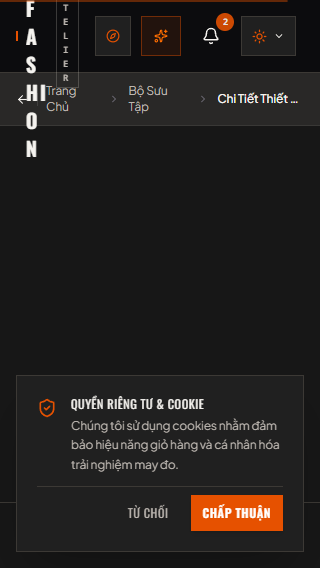 FASHION
TELIER
2
Trang Chủ
Bộ Sưu Tập
Chi Tiết Thiết ...
QUYỀN RIÊNG TƯ & COOKIE
Chúng tôi sử dụng cookies nhằm đảm
bảo hiệu năng giỏ hàng và cá nhân hóa
trải nghiệm may đo.
TỪ CHỐI
CHẤP THUẬN